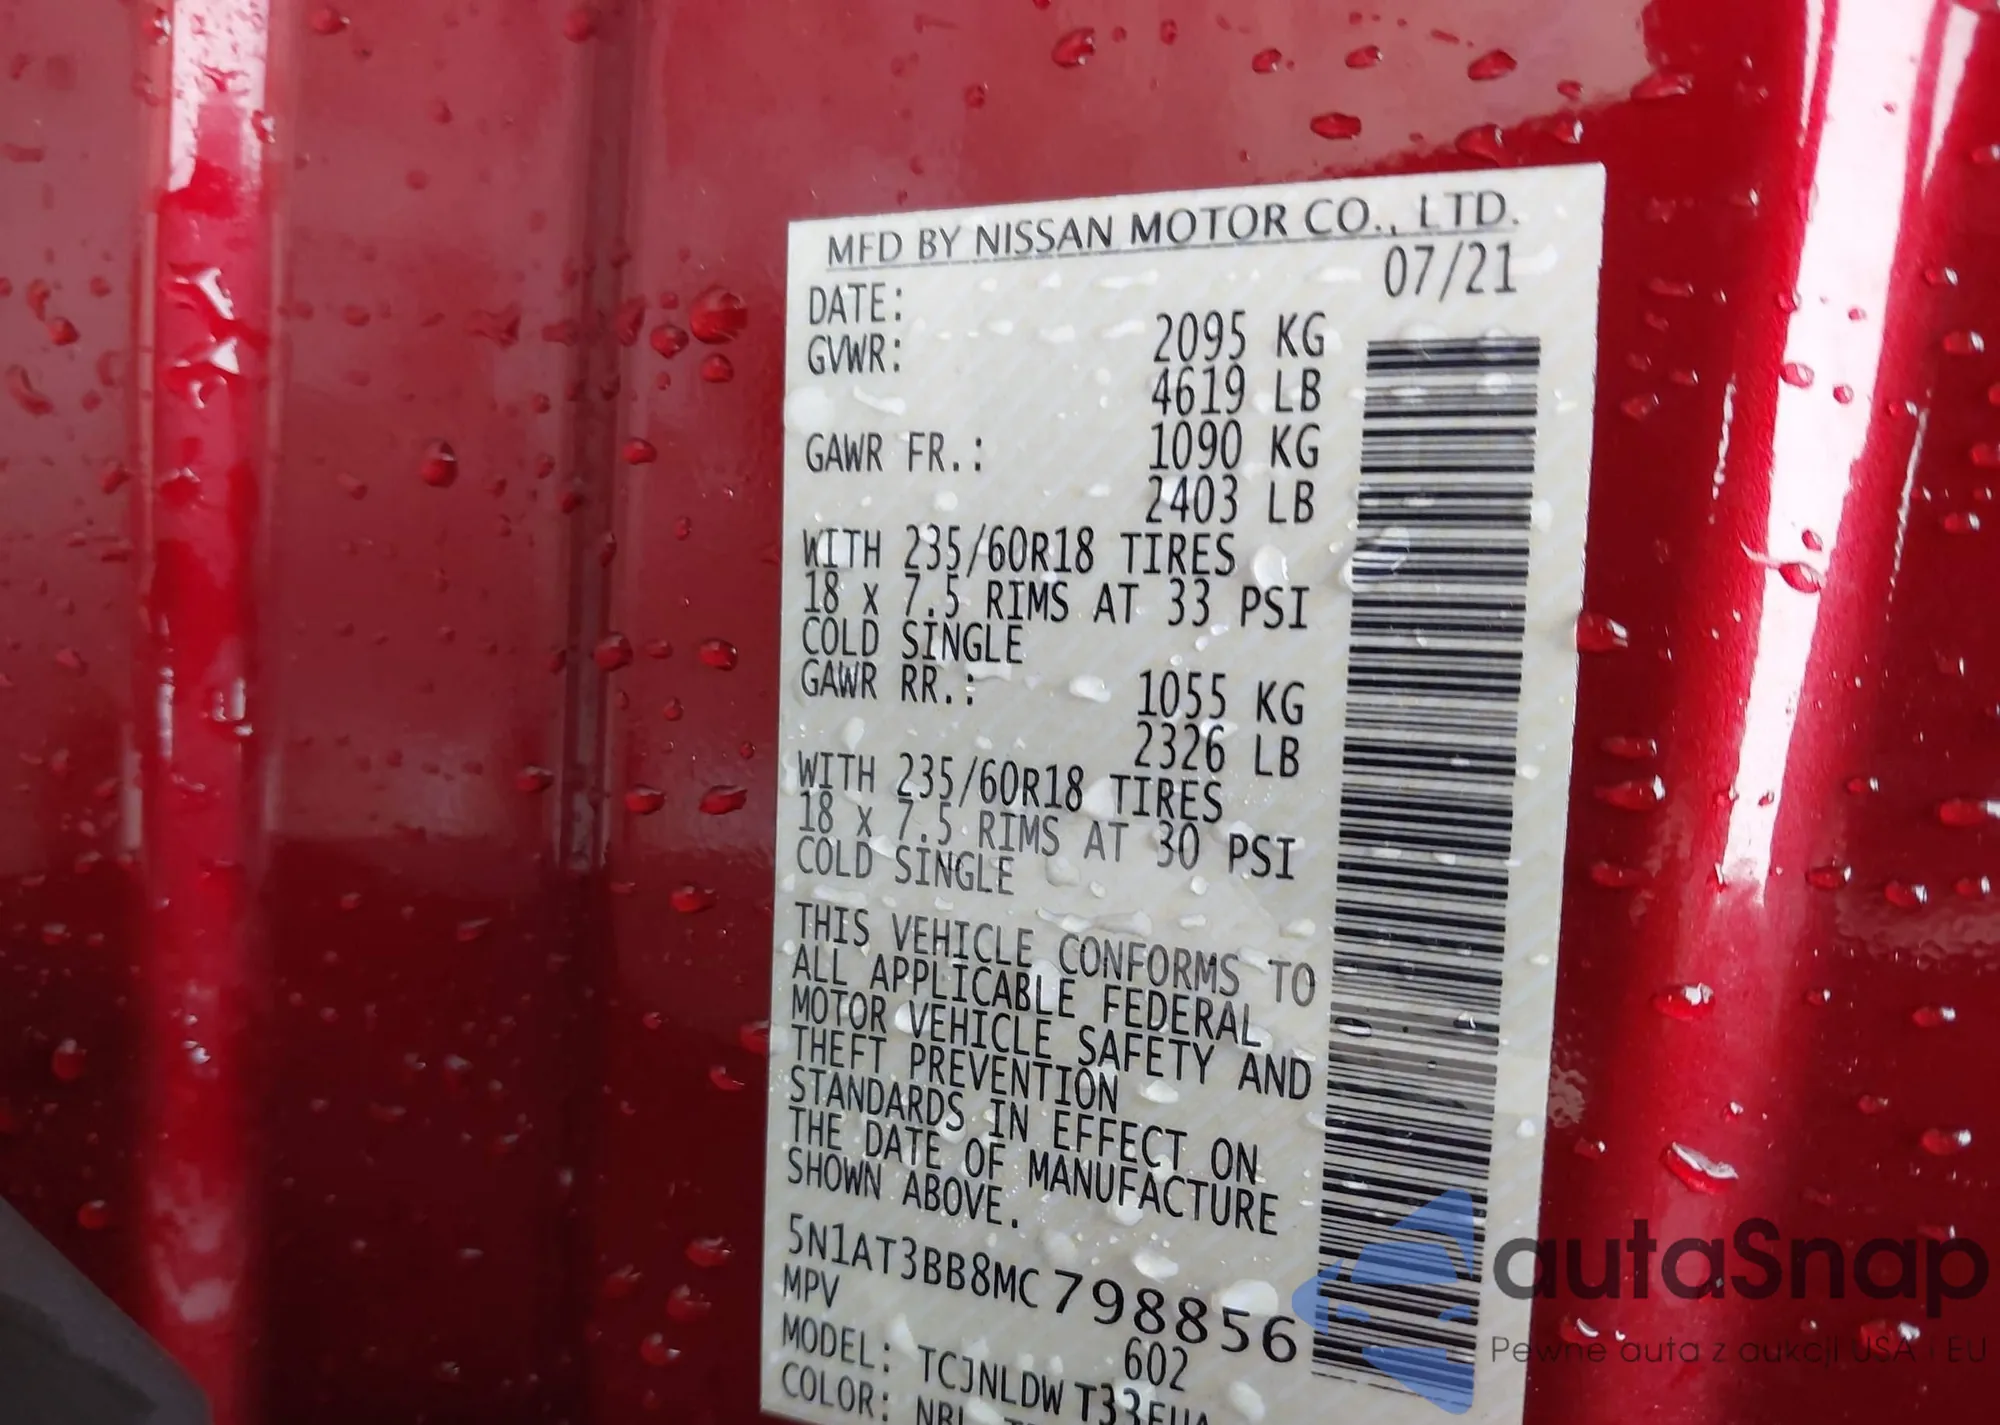 MFD BY NISSAN MOTOR CO., LTD.
DATE: 07/21
GVWR: 2095 KG
4619 LB
GAWR FR.: 1090 KG
2403 LB
WITH 235/60R18 TIRES
18 x 7.5 RIMS AT 33 PSI
COLD SINGLE
GAWR RR.: 1055 KG
2326 LB
WITH 235/60R18 TIRES
18 x 7.5 RIMS AT 30 PSI
COLD SINGLE
THIS VEHICLE CONFORMS TO
ALL APPLICABLE FEDERAL
MOTOR VEHICLE SAFETY AND
THEFT PREVENTION
STANDARDS IN EFFECT ON
THE DATE OF MANUFACTURE
SHOWN ABOVE.
5N1AT3BB8MC798856
MPV 602
MODEL: TCJNLDW T33EUA
COLOR: NBL
autaSnap
Pewne auta z aukcji USA i EU